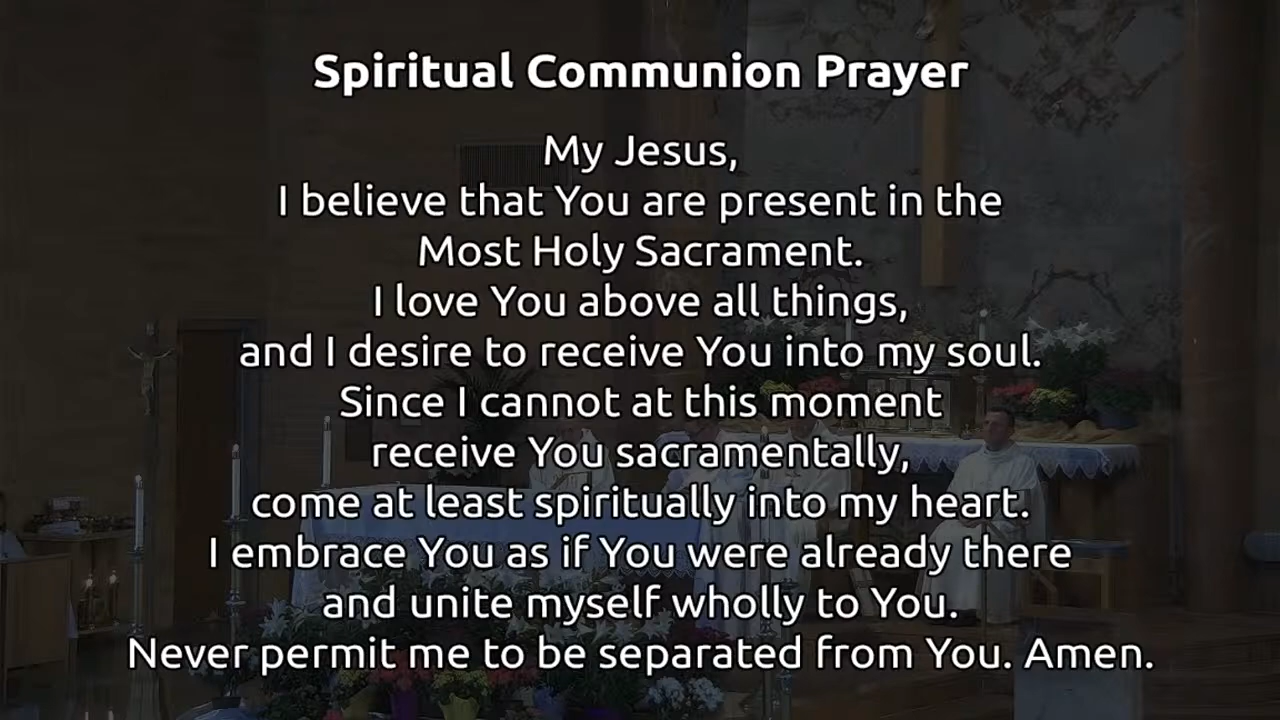 Spiritual Communion Prayer
My Jesus,
I believe that You are present in the
Most Holy Sacrament.
I love You above all things,
and I desire to receive You into my soul.
Since I cannot at this moment
receive You sacramentally,
come at least spiritually into my heart.
I embrace You as if You were already there
and unite myself wholly to You.
Never permit me to be separated from You. Amen.